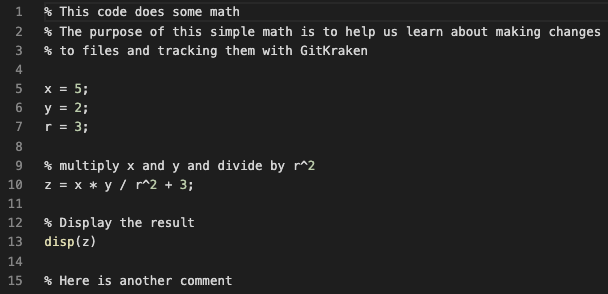 1 % This code does some math
2 % The purpose of this simple math is to help us learn about making changes
3 % to files and tracking them with GitKraken
4
5 x = 5;
6 y = 2;
7 r = 3;
8
9 % multiply x and y and divide by r^2
10 z = x * y / r^2 + 3;
11
12 % Display the result
13 disp(z)
14
15 % Here is another comment